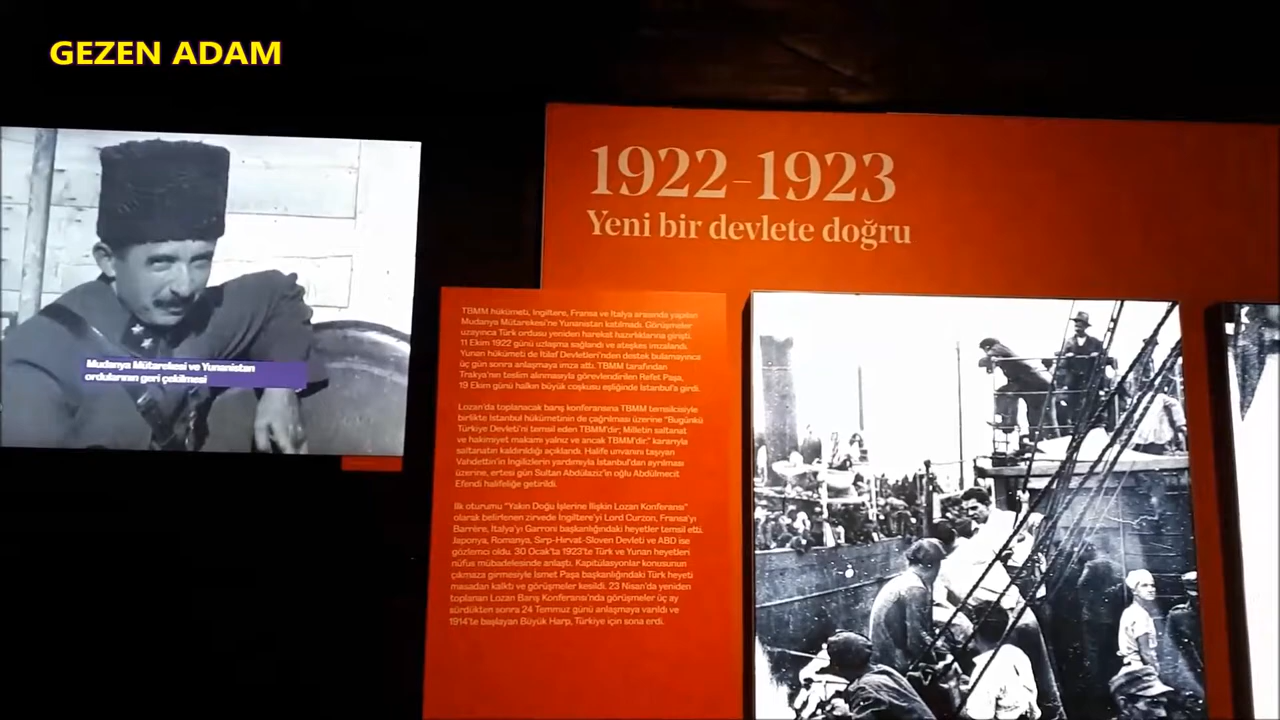 GEZEN ADAM
Mudanya Mütarekesi ve Yunanistan
ordularının geri çekilmesi
1922-1923
Yeni bir devlete doğru
TBMM hükümeti, İngiltere, Fransa ve İtalya arasında yapılan
Mudanya Mütarekesi'ne Yunanistan katılmadı. Görüşmeler
uzayınca Türk ordusu yeniden harekat hazırlıklarına girişti.
11 Ekim 1922 günü uzlaşma sağlandı ve ateşkes imzalandı.
Yunan hükümeti de İtilaf Devletleri'nden destek bulamayınca
üç gün sonra anlaşmaya imza attı. TBMM tarafından
Trakya'nın teslim alınmasıyla görevlendirilen Refet Paşa,
19 Ekim günü halkın büyük coşkusu eşliğinde İstanbul'a girdi.
Lozan'da toplanacak barış konferansına TBMM temsilcisiyle
birlikte İstanbul hükümetinin de çağrılması üzerine "Bugünkü
Türkiye Devleti'ni temsil eden TBMM'dir; Milletin saltanat
ve hakimiyet makamı yalnız ve ancak TBMM'dir." kararıyla
saltanatın kaldırıldığı açıklandı. Halife unvanını taşıyan
Vahdettin'in İngilizlerin yardımıyla İstanbul'dan ayrılması
üzerine, ertesi gün Sultan Abdülaziz'in oğlu Abdülmecit
Efendi halifeliğe getirildi.
İlk oturumu "Yakın Doğu İşlerine İlişkin Lozan Konferansı"
olarak belirlenen zirvede İngiltere'yi Lord Curzon, Fransa'yı
Barrère, İtalya'yı Garroni başkanlığındaki heyetler temsil etti.
Japonya, Romanya, Sırp-Hırvat-Sloven Devleti ve ABD ise
gözlemci oldu. 30 Ocak'ta 1923'te Türk ve Yunan heyetleri
nüfus mübadelesinde anlaştı. Kapitülasyonlar konusunun
çıkmaza girmesiyle İsmet Paşa başkanlığındaki Türk heyeti
masadan kalktı ve görüşmeler kesildi. 23 Nisan'da yeniden
toplanan Lozan Barış Konferansı'nda görüşmeler üç ay
sürdükten sonra 24 Temmuz günü anlaşmaya varıldı ve
1914'te başlayan Büyük Harp, Türkiye için sona erdi.